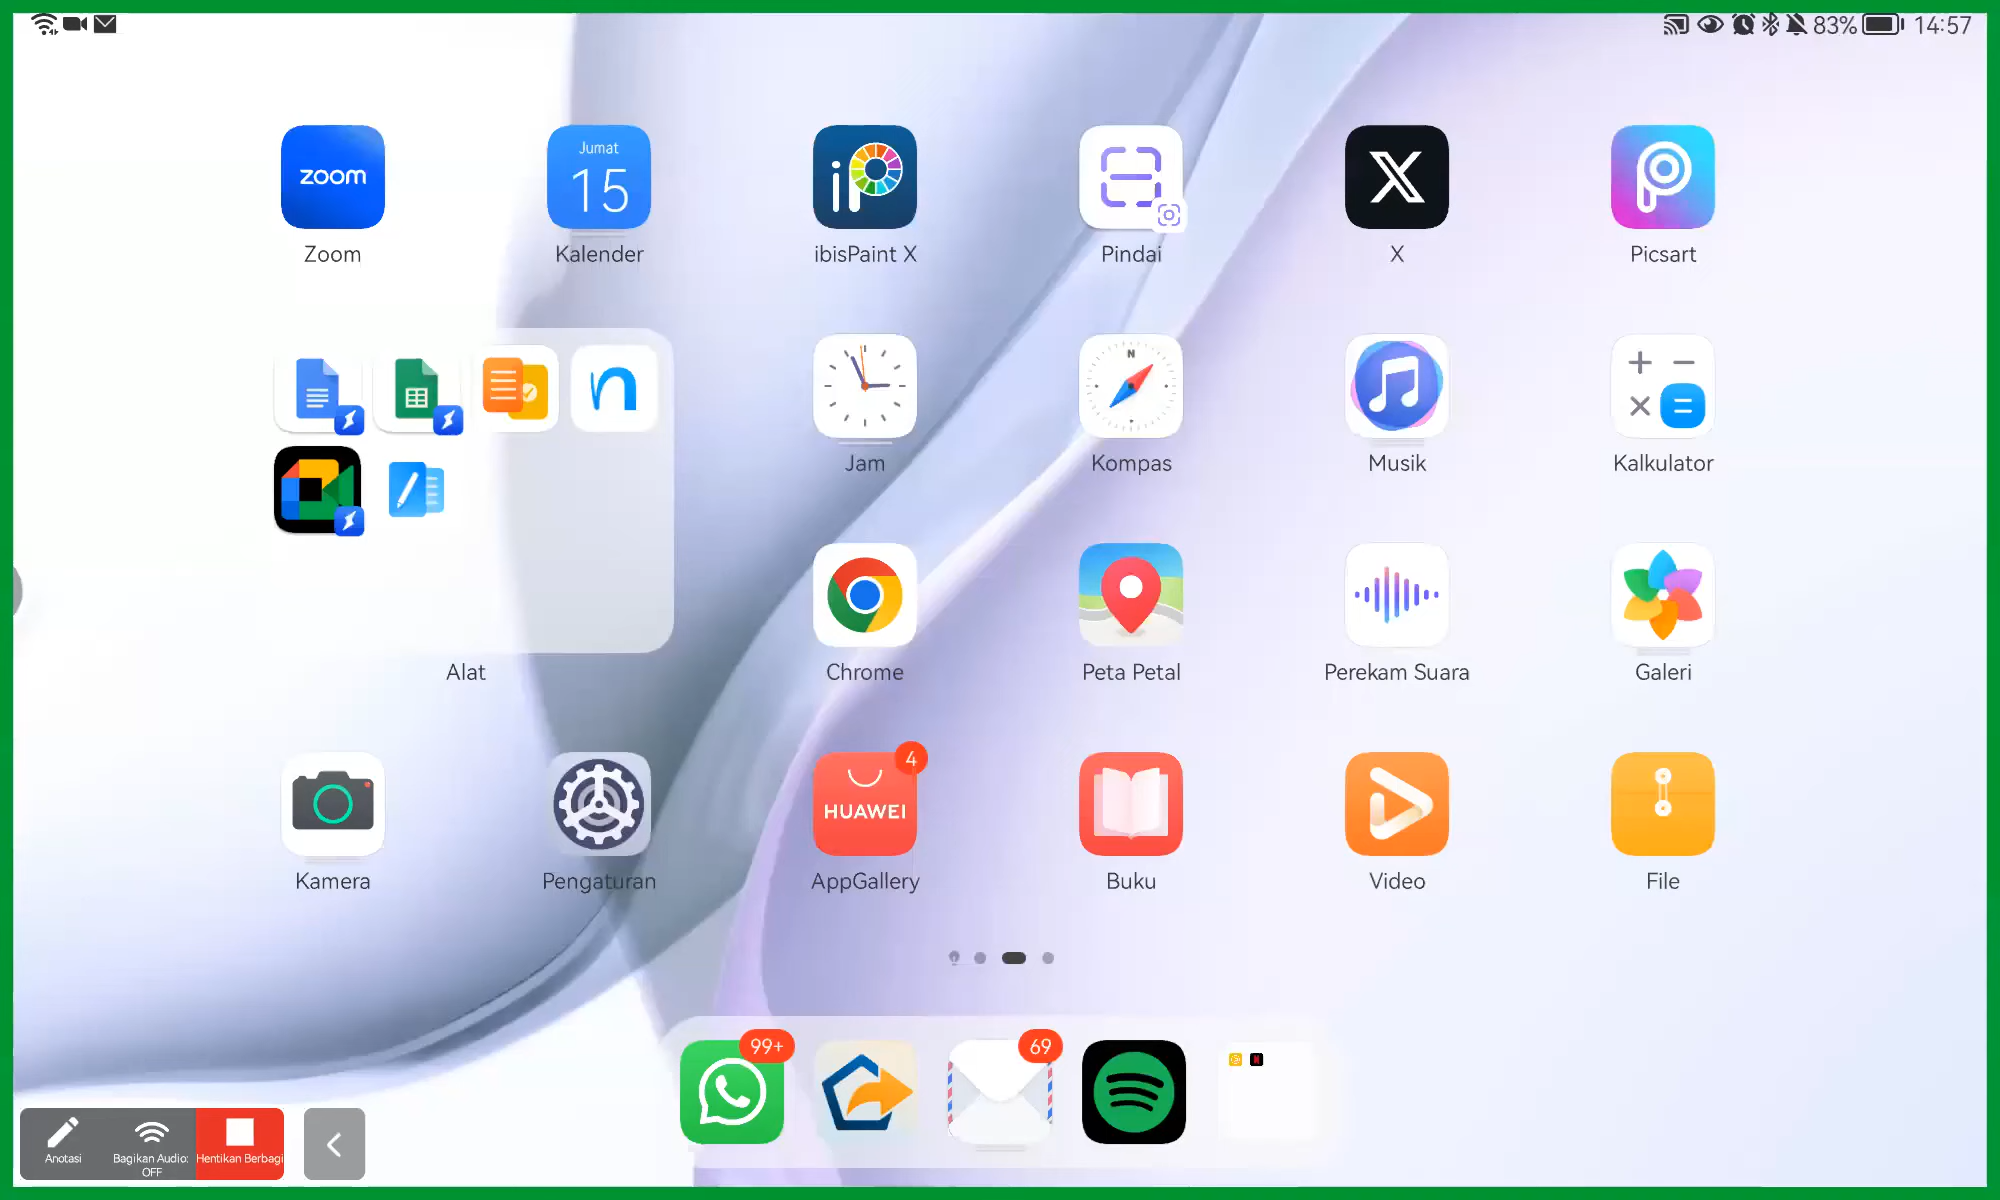 83% 14:57
zoom
Jumat
15
iP
X
Zoom
Kalender
ibisPaint X
Pindai
X
Picsart
n
N
Jam
Kompas
Musik
Kalkulator
Alat
Chrome
Peta Petal
Perekam Suara
Galeri
4
HUAWEI
Kamera
Pengaturan
AppGallery
Buku
Video
File
99+
69
Anotasi
Bagikan Audio:
OFF
Hentikan Berbagi